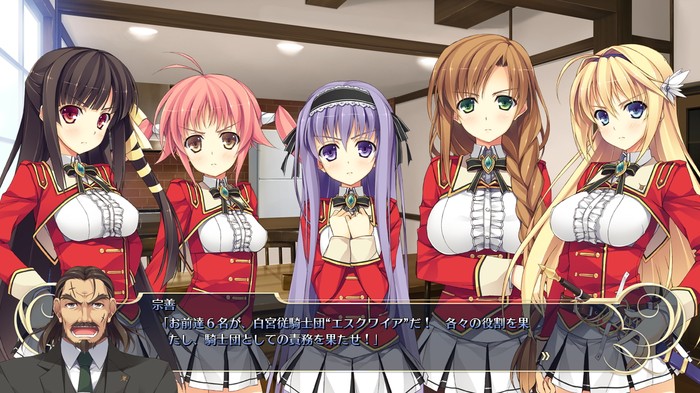 宗善
「お前達６名が、白宮従騎士団“エスクワイア”だ！　各々の役割を果
たし、騎士団としての責務を果たせ！」